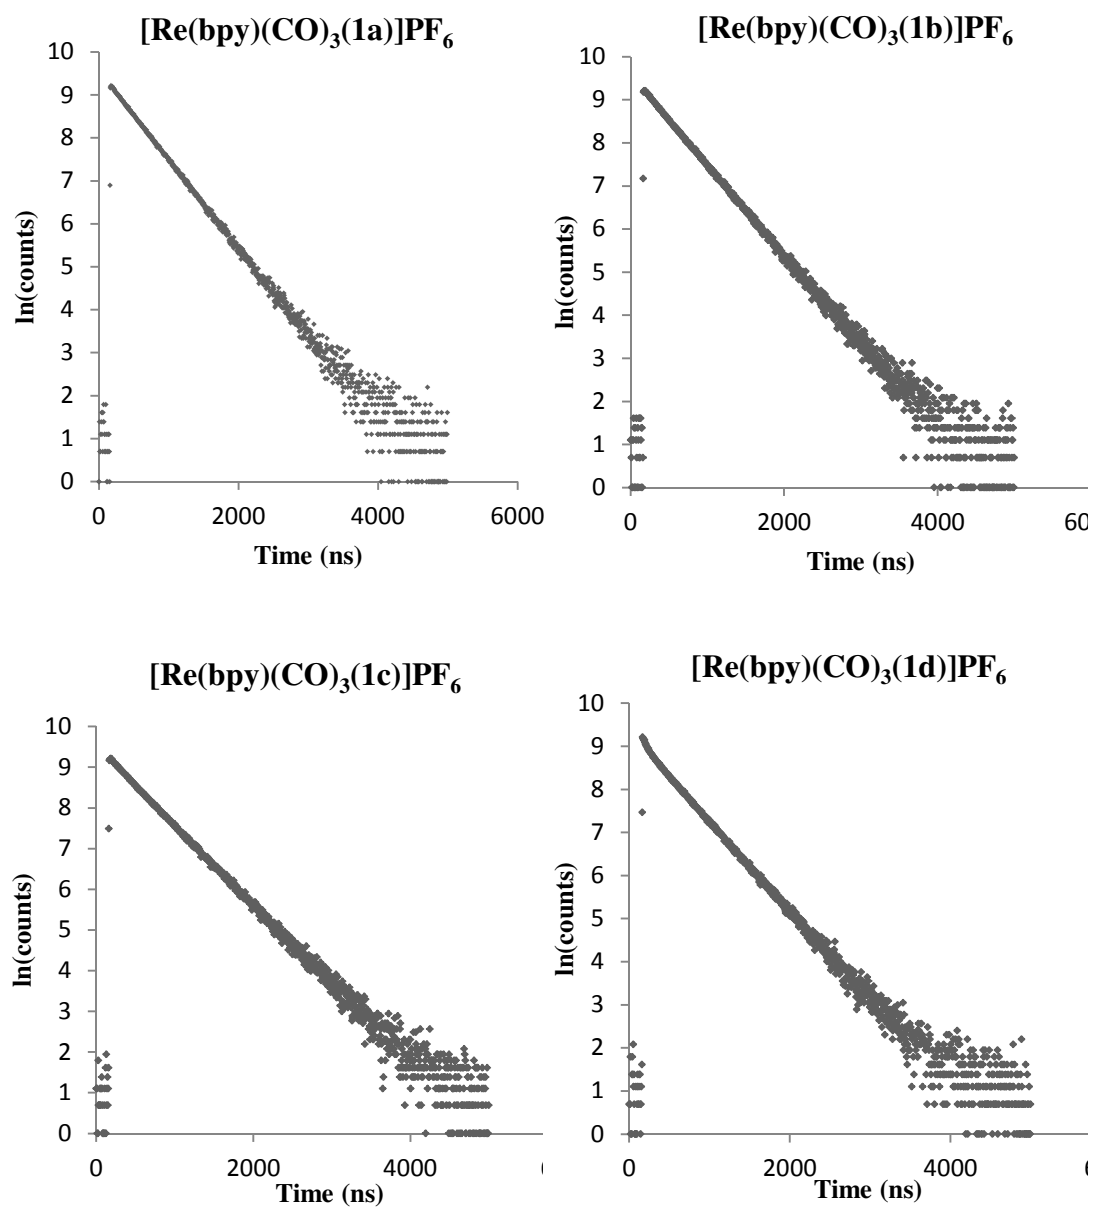 [Re(bpy)(CO)₃(1a)]PF₆
10
9
8
7
6
5
4
3
2
1
0
ln(counts)
0 2000 4000 6000
Time (ns)
[Re(bpy)(CO)₃(1b)]PF₆
10
9
8
7
6
5
4
3
2
1
0
ln(counts)
0 2000 4000 60
Time (ns)
[Re(bpy)(CO)₃(1c)]PF₆
10
9
8
7
6
5
4
3
2
1
0
ln(counts)
0 2000 4000
Time (ns)
[Re(bpy)(CO)₃(1d)]PF₆
10
9
8
7
6
5
4
3
2
1
0
ln(counts)
0 2000 4000
Time (ns)